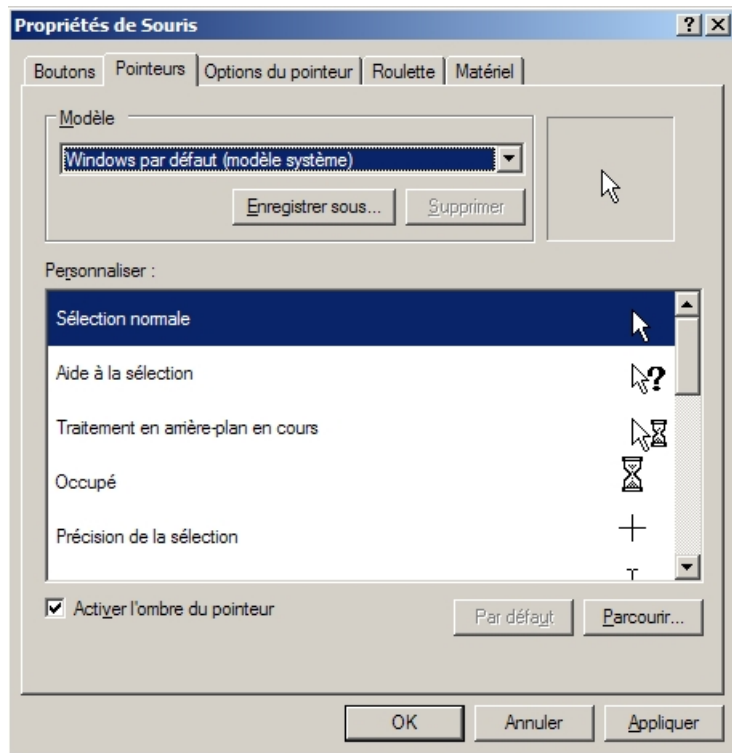 Propriétés de Souris
Boutons Pointeurs Options du pointeur Roulette Matériel
Modèle
Windows par défaut (modèle système)
Enregistrer sous... Supprimer
Personnaliser :
Sélection normale
Aide à la sélection
Traitement en arrière-plan en cours
Occupé
Précision de la sélection
Activer l'ombre du pointeur
Par défaut Parcourir...
OK Annuler Appliquer